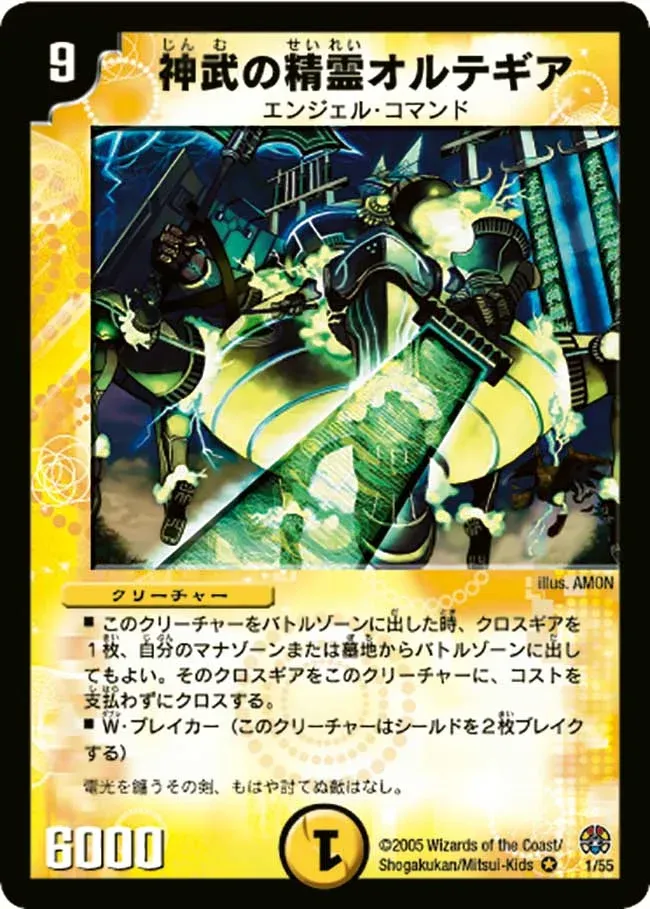 9
じん む せいれい
神武の精霊オルテギア
エンジェル・コマンド
illus. AMON
クリーチャー
■ このクリーチャーをバトルゾーンに出した時、クロスギアを
1枚、自分のマナゾーンまたは墓地からバトルゾーンに出し
てもよい。そのクロスギアをこのクリーチャーに、コストを
支払わずにクロスする。
■ W・ブレイカー（このクリーチャーはシールドを2枚ブレイク
する）
電光を纏うその剣、もはや討てぬ敵はなし。
6000
1
©2005 Wizards of the Coast/
Shogakukan/Mitsui-Kids
1/55